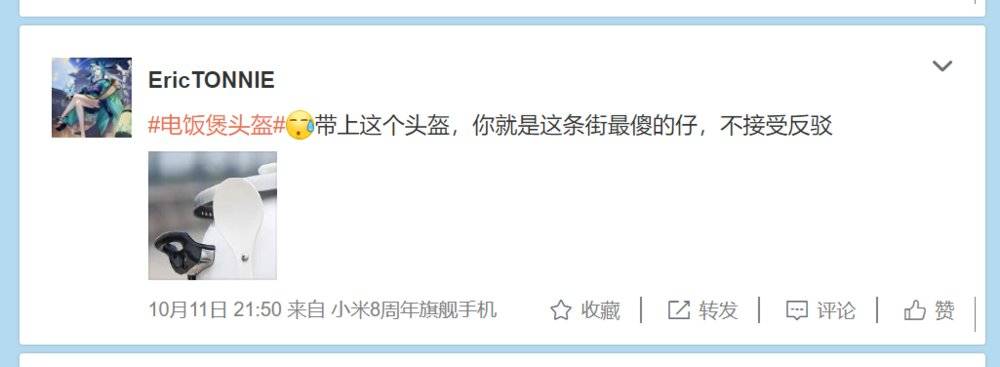 EricTONNIE
#电饭煲头盔#带上这个头盔，你就是这条街最傻的仔，不接受反驳
10月11日 21:50 来自 小米8周年旗舰手机
收藏 转发 评论 赞